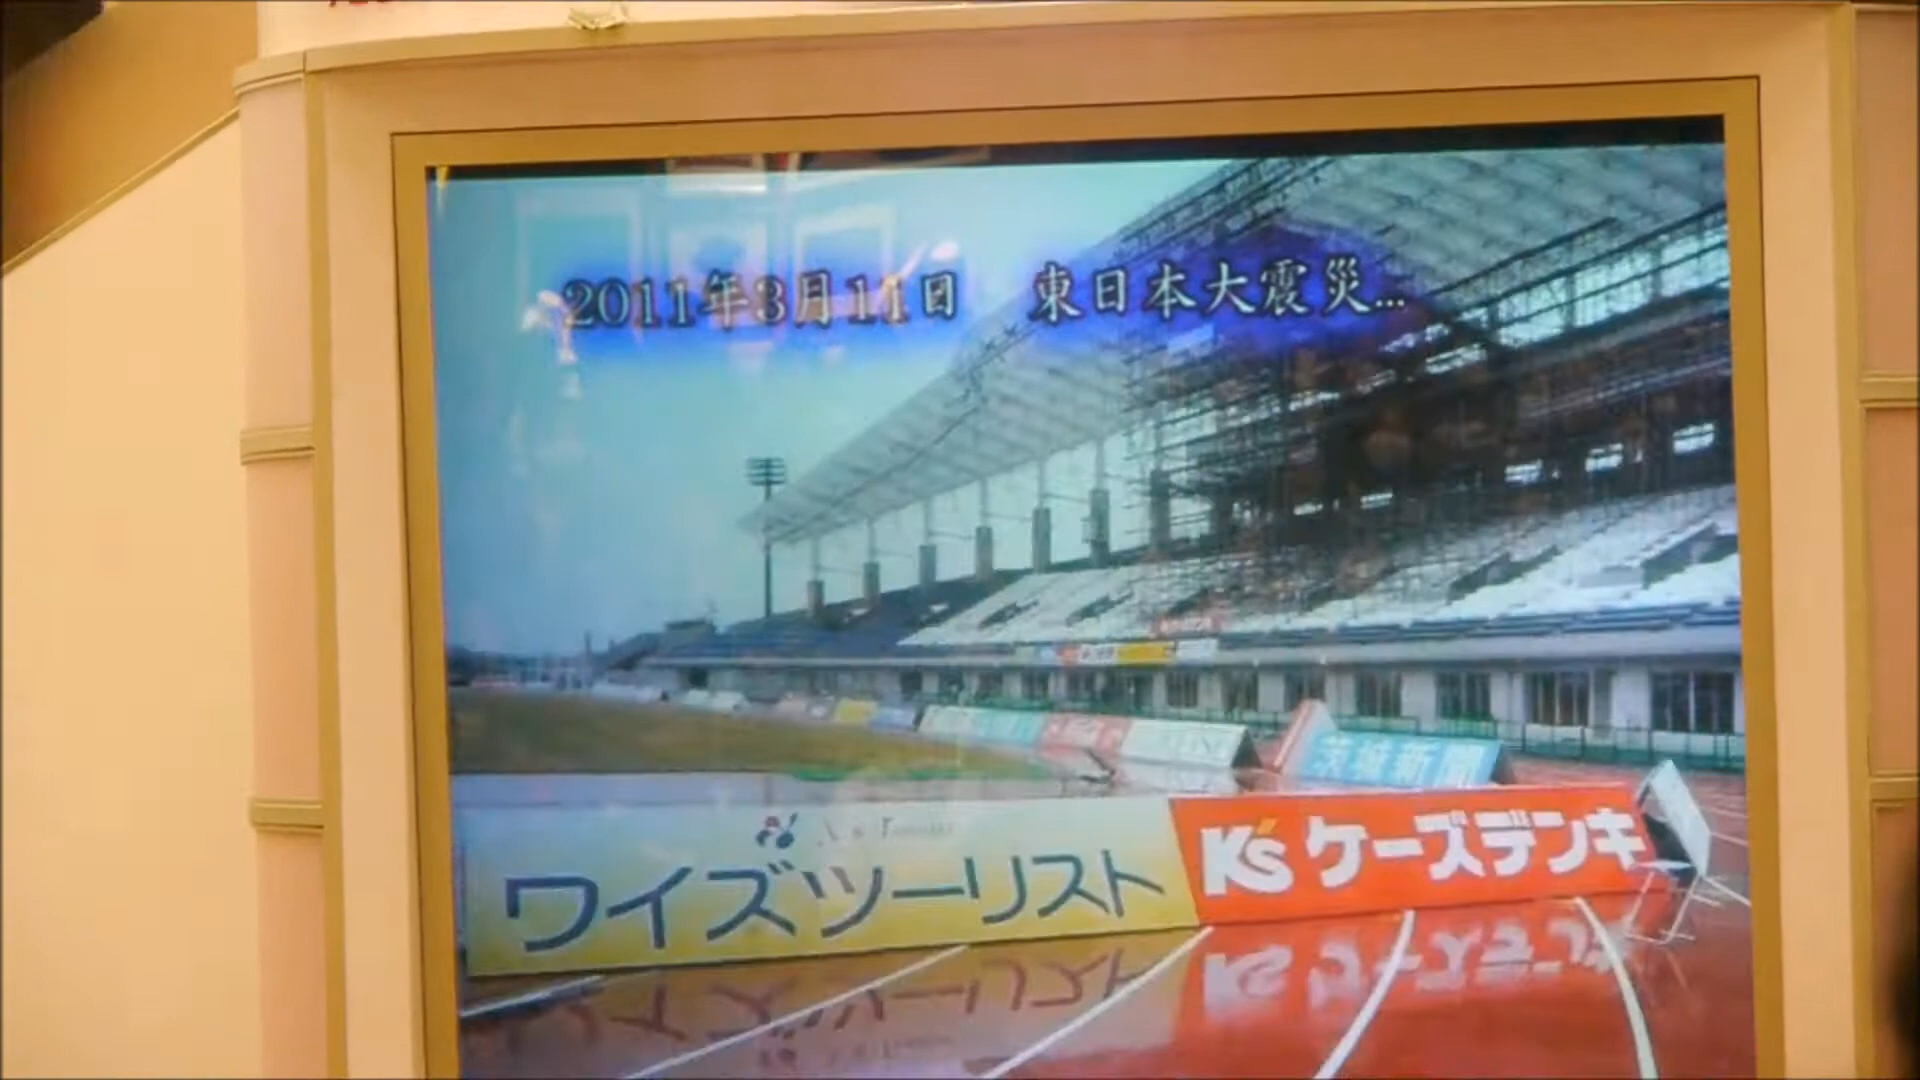 2011年3月11日　東日本大震災...
茨城新聞
ワイズツーリスト
K's ケーズデンキ